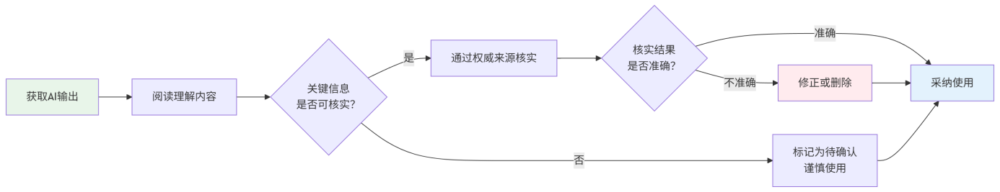 获取AI输出
阅读理解内容
关键信息
是否可核实?
是
通过权威来源核实
核实结果
是否准确?
准确
不准确
修正或删除
采纳使用
否
标记为待确认
谨慎使用